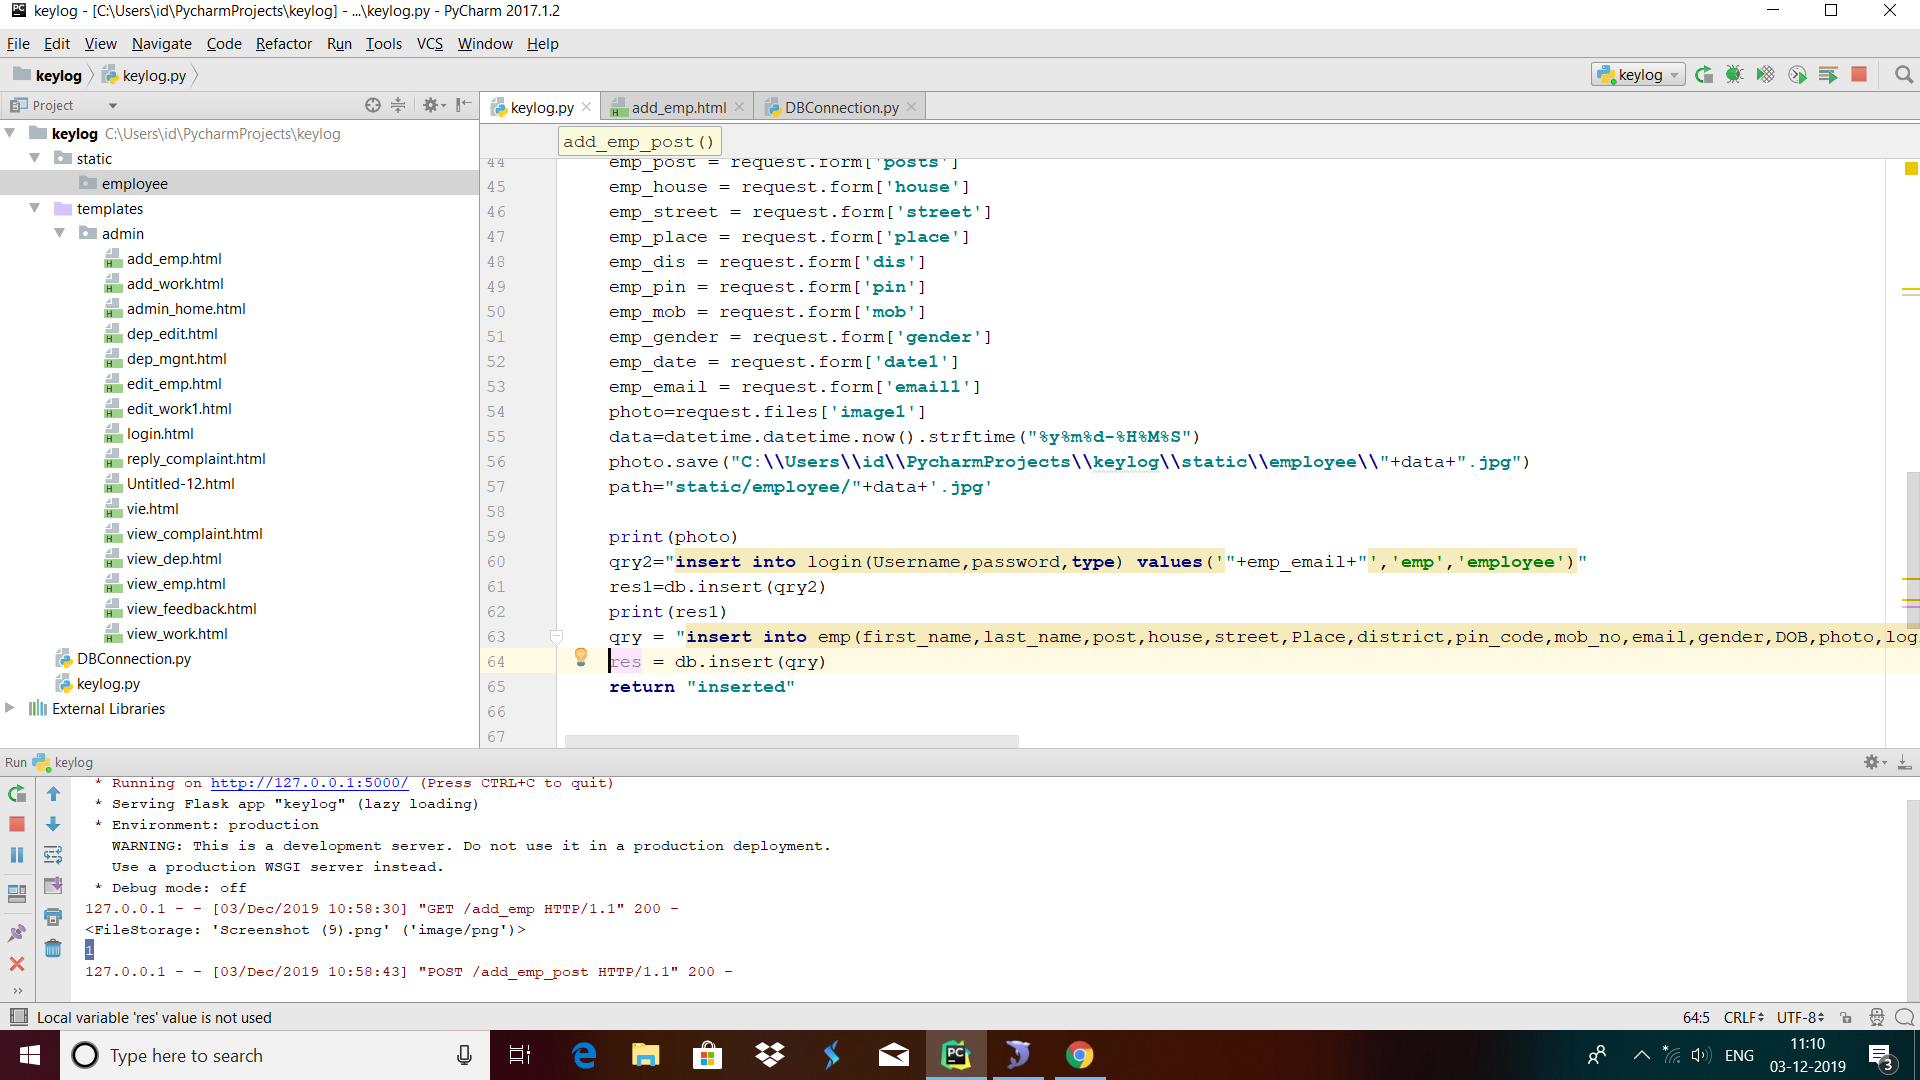 keylog - [C:\Users\id\PycharmProjects\keylog] - ...\keylog.py - PyCharm 2017.1.2
File Edit View Navigate Code Refactor Run Tools VCS Window Help
keylog keylog.py keylog
Project
keylog.py add_emp.html DBConnection.py
keylog C:\Users\id\PycharmProjects\keylog
static
employee
templates
admin
add_emp.html
add_work.html
admin_home.html
dep_edit.html
dep_mgnt.html
edit_emp.html
edit_work1.html
login.html
reply_complaint.html
Untitled-12.html
vie.html
view_complaint.html
view_dep.html
view_emp.html
view_feedback.html
view_work.html
DBConnection.py
keylog.py
External Libraries
add_emp_post()
44 emp_post = request.form['posts']
45 emp_house = request.form['house']
46 emp_street = request.form['street']
47 emp_place = request.form['place']
48 emp_dis = request.form['dis']
49 emp_pin = request.form['pin']
50 emp_mob = request.form['mob']
51 emp_gender = request.form['gender']
52 emp_date = request.form['date1']
53 emp_email = request.form['email1']
54 photo=request.files['image1']
55 data=datetime.datetime.now().strftime("%y%m%d-%H%M%S")
56 photo.save("C:\\Users\\id\\PycharmProjects\\keylog\\static\\employee\\"+data+".jpg")
57 path="static/employee/"+data+'.jpg'
58
59 print(photo)
60 qry2="insert into login(Username,password,type) values('"+emp_email+"','emp','employee')"
61 res1=db.insert(qry2)
62 print(res1)
63 qry = "insert into emp(first_name,last_name,post,house,street,Place,district,pin_code,mob_no,email,gender,DOB,photo,log
64 res = db.insert(qry)
65 return "inserted"
66
67
Run keylog
* Running on http://127.0.0.1:5000/ (Press CTRL+C to quit)
* Serving Flask app "keylog" (lazy loading)
* Environment: production
WARNING: This is a development server. Do not use it in a production deployment.
Use a production WSGI server instead.
* Debug mode: off
127.0.0.1 - - [03/Dec/2019 10:58:30] "GET /add_emp HTTP/1.1" 200 -
<FileStorage: 'Screenshot (9).png' ('image/png')>
1
127.0.0.1 - - [03/Dec/2019 10:58:43] "POST /add_emp_post HTTP/1.1" 200 -
Local variable 'res' value is not used 64:5 CRLF UTF-8
Type here to search
ENG
11:10
03-12-2019
3